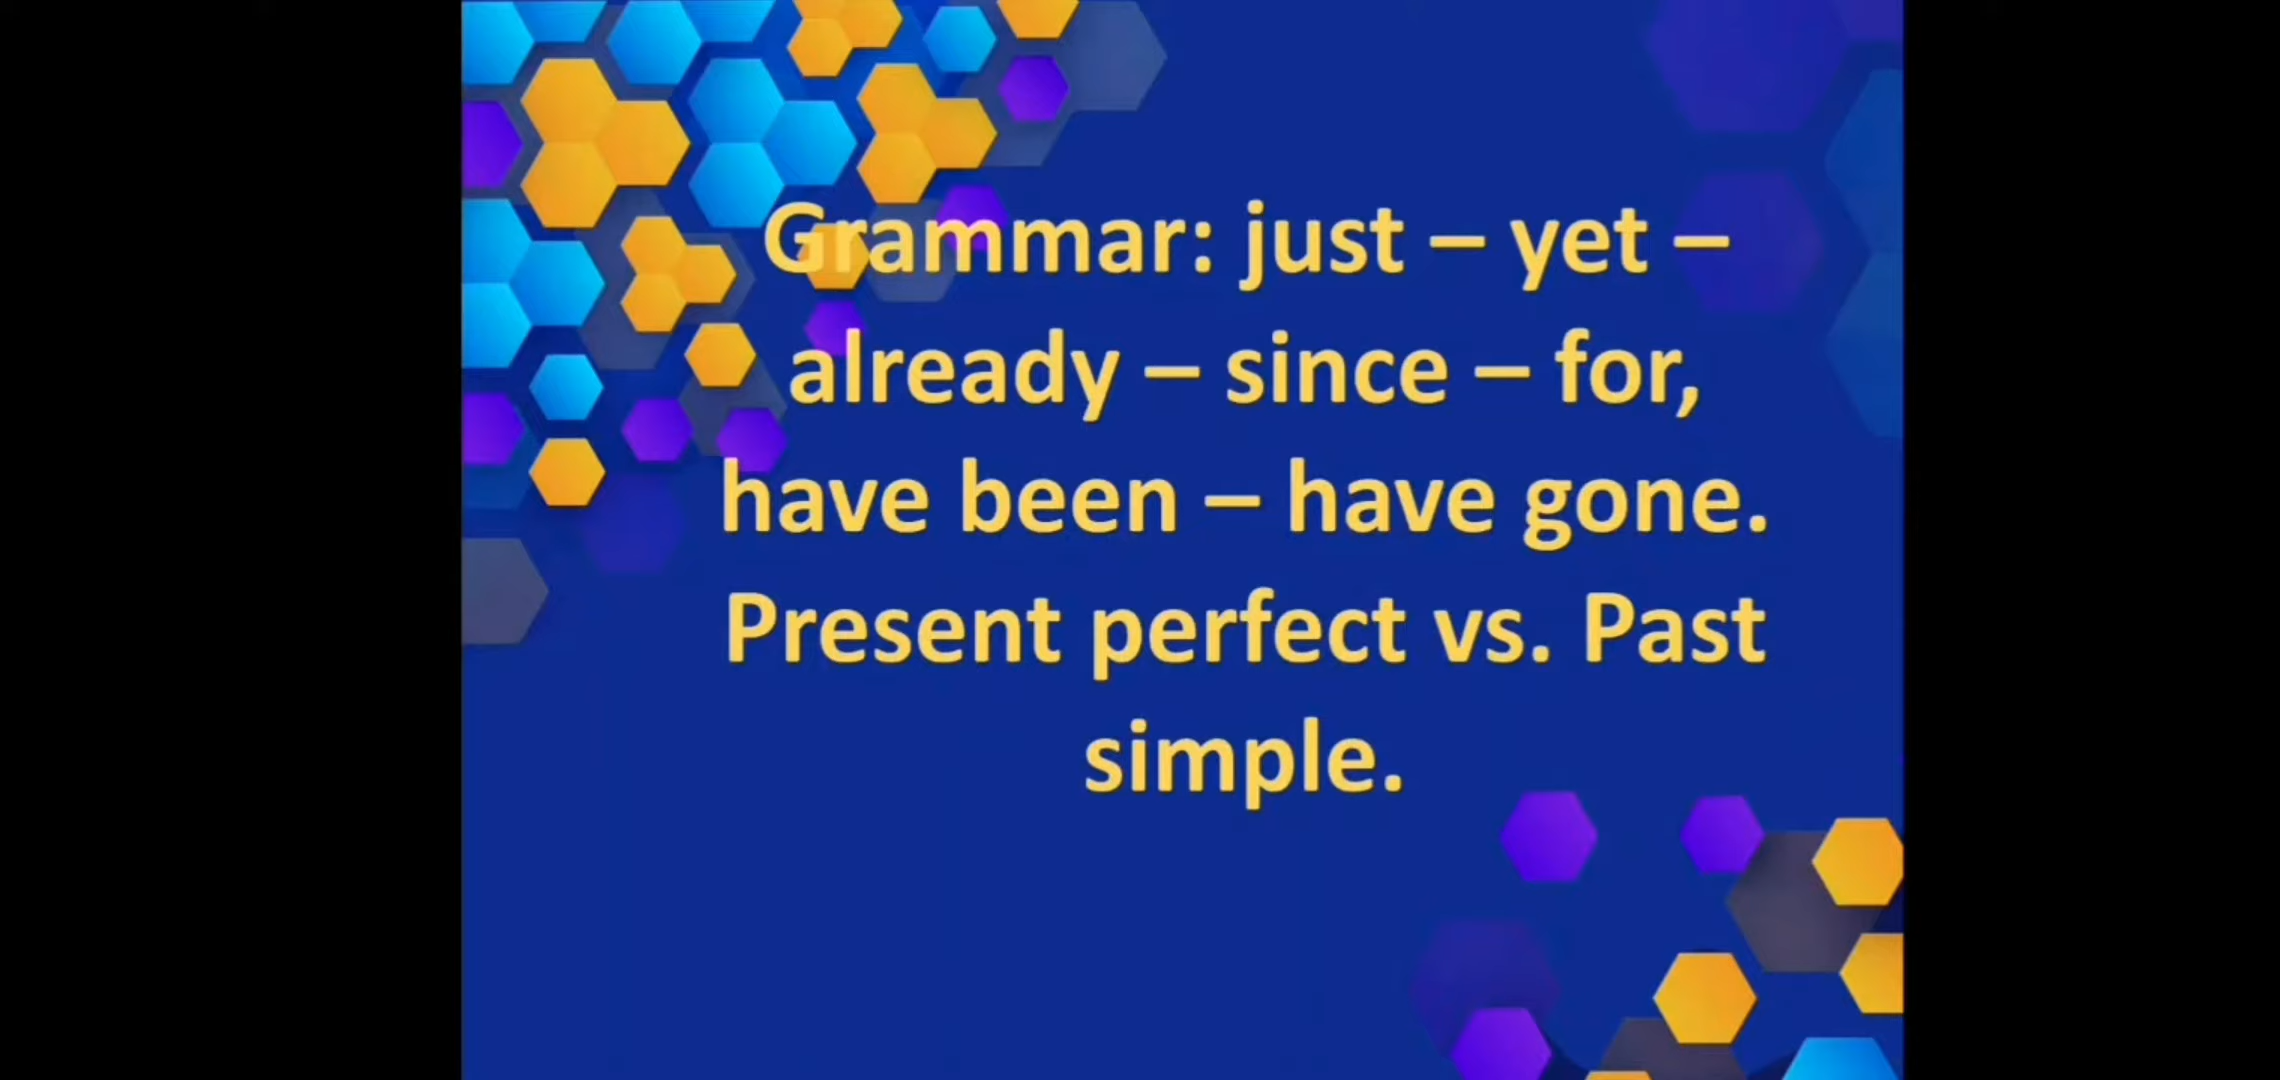 Grammar: just – yet –
already – since – for,
have been – have gone.
Present perfect vs. Past
simple.